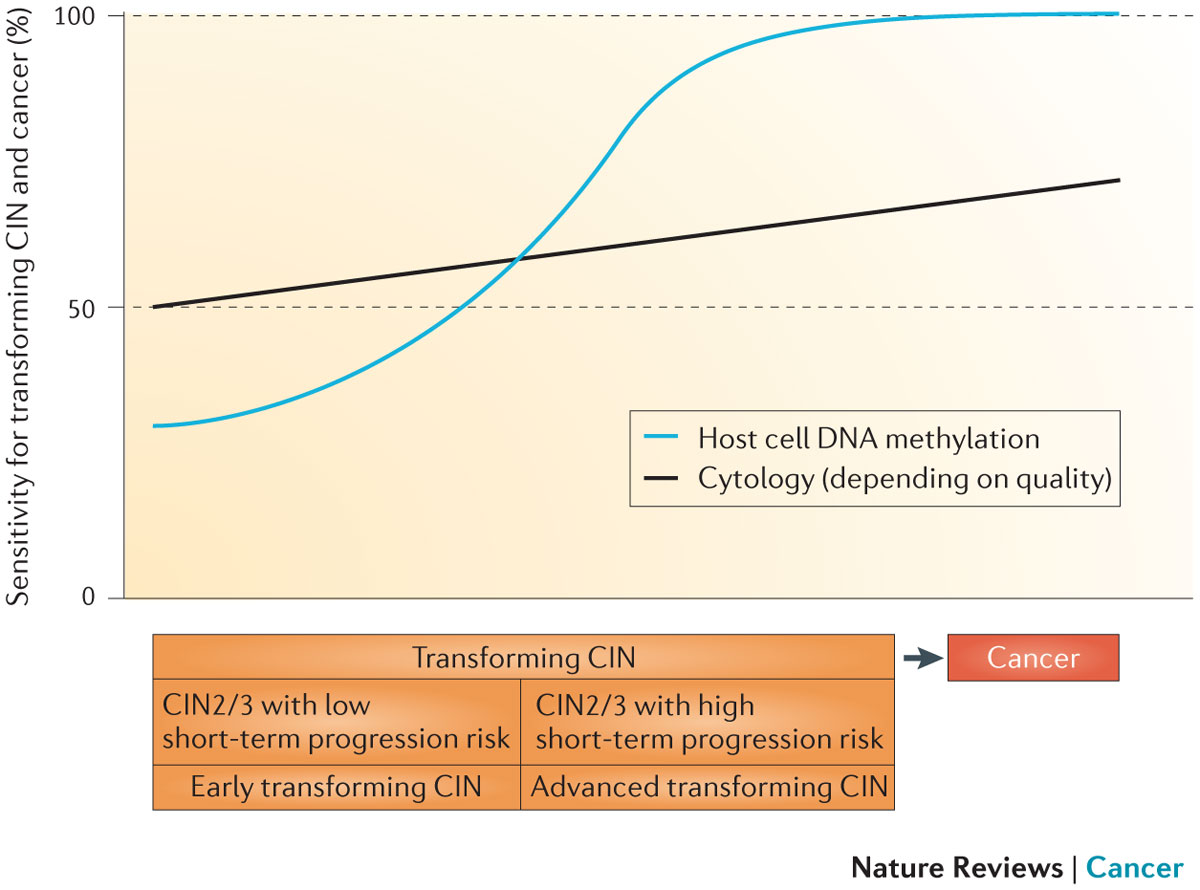 Sensitivity for transforming CIN and cancer (%)
100
50
0
Host cell DNA methylation
Cytology (depending on quality)
Transforming CIN
Cancer
CIN2/3 with low
short-term progression risk
CIN2/3 with high
short-term progression risk
Early transforming CIN
Advanced transforming CIN
Nature Reviews | Cancer